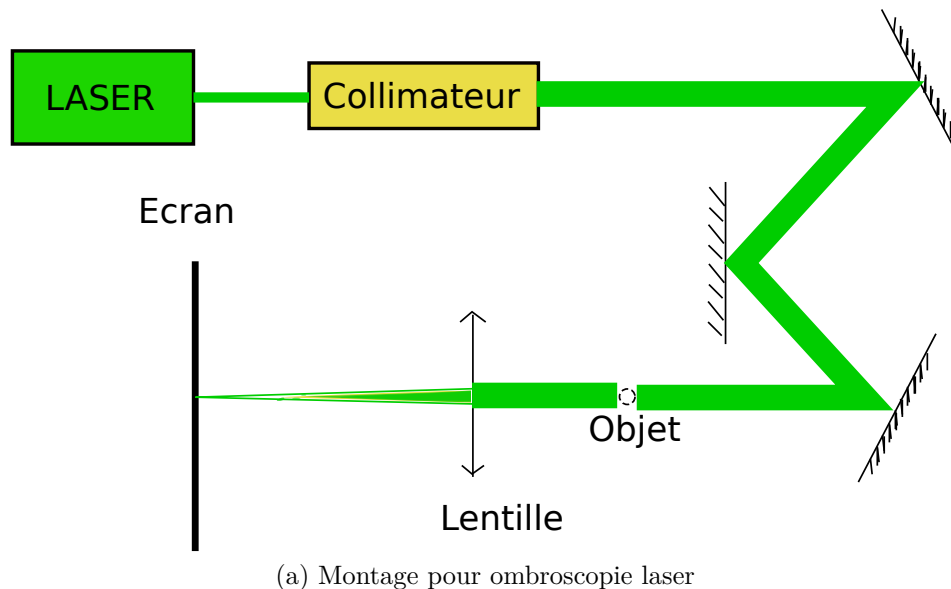 LASER
Collimateur
Ecran
Objet
Lentille
(a) Montage pour ombroscopie laser